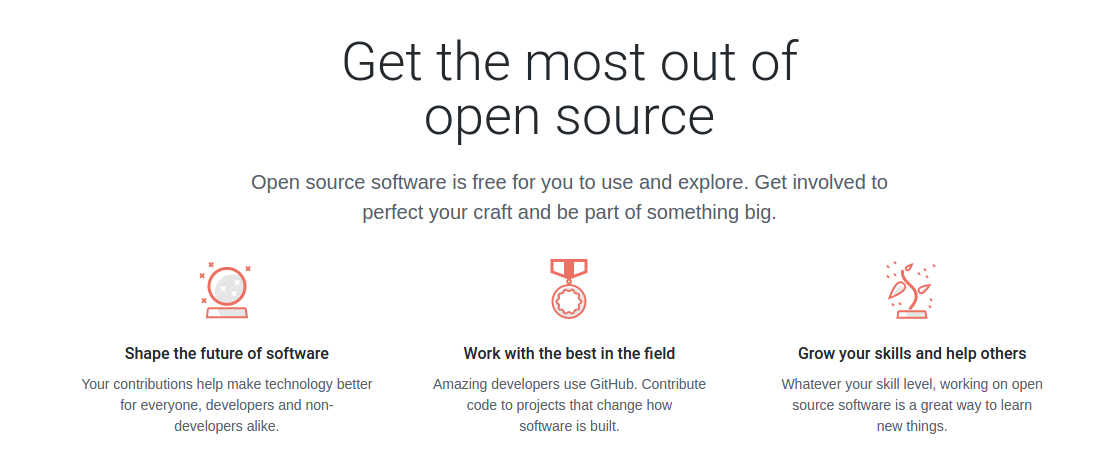 Get the most out of
open source
Open source software is free for you to use and explore. Get involved to
perfect your craft and be part of something big.
Shape the future of software
Your contributions help make technology better
for everyone, developers and non-
developers alike.
Work with the best in the field
Amazing developers use GitHub. Contribute
code to projects that change how
software is built.
Grow your skills and help others
Whatever your skill level, working on open
source software is a great way to learn
new things.